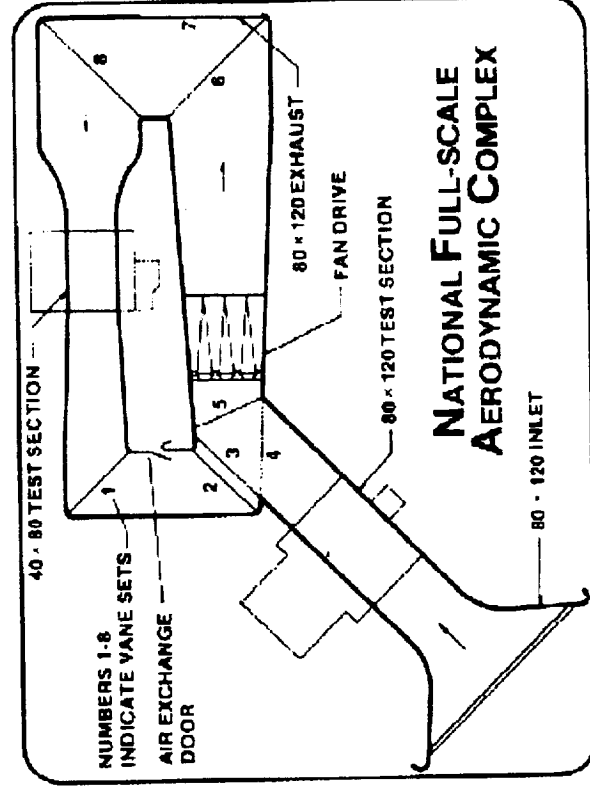 40 × 80 TEST SECTION
NUMBERS 1-8
INDICATE VANE SETS
AIR EXCHANGE
DOOR
1
2
3
4
5
6
7
8
80 × 120 EXHAUST
FAN DRIVE
80 × 120 TEST SECTION
80 × 120 INLET
NATIONAL FULL-SCALE
AERODYNAMIC COMPLEX